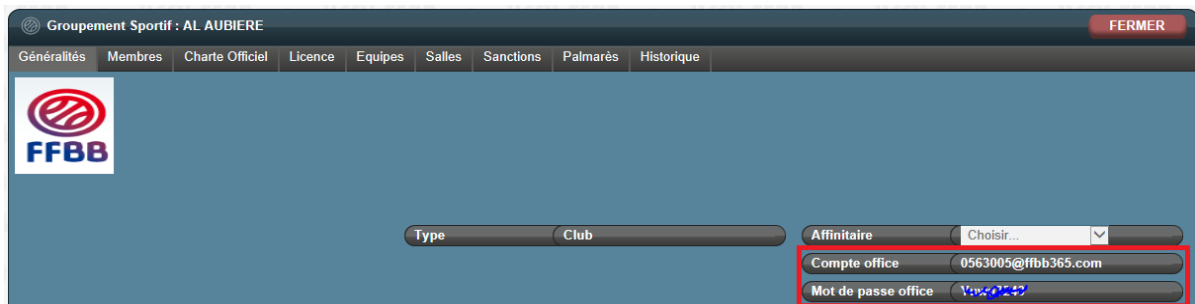 Groupement Sportif : AL AUBIERE FERMER
Généralités Membres Charte Officiel Licence Equipes Salles Sanctions Palmarès Historique
FFBB
Type Club Affinitaire Choisir...
Compte office 0563005@ffbb365.com
Mot de passe office